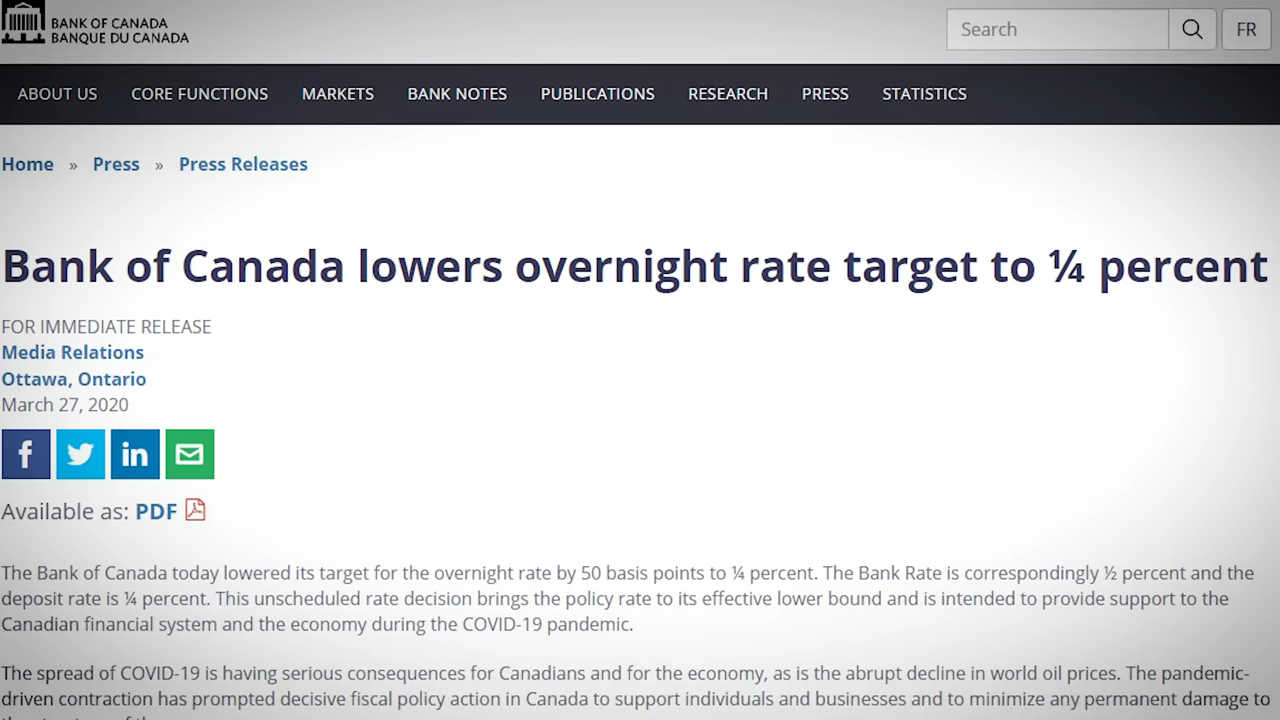 BANK OF CANADA
BANQUE DU CANADA
Search
FR
ABOUT US CORE FUNCTIONS MARKETS BANK NOTES PUBLICATIONS RESEARCH PRESS STATISTICS
Home » Press » Press Releases
Bank of Canada lowers overnight rate target to ¼ percent
FOR IMMEDIATE RELEASE
Media Relations
Ottawa, Ontario
March 27, 2020
Available as: PDF
The Bank of Canada today lowered its target for the overnight rate by 50 basis points to ¼ percent. The Bank Rate is correspondingly ½ percent and the
deposit rate is ¼ percent. This unscheduled rate decision brings the policy rate to its effective lower bound and is intended to provide support to the
Canadian financial system and the economy during the COVID-19 pandemic.
The spread of COVID-19 is having serious consequences for Canadians and for the economy, as is the abrupt decline in world oil prices. The pandemic-
driven contraction has prompted decisive fiscal policy action in Canada to support individuals and businesses and to minimize any permanent damage to